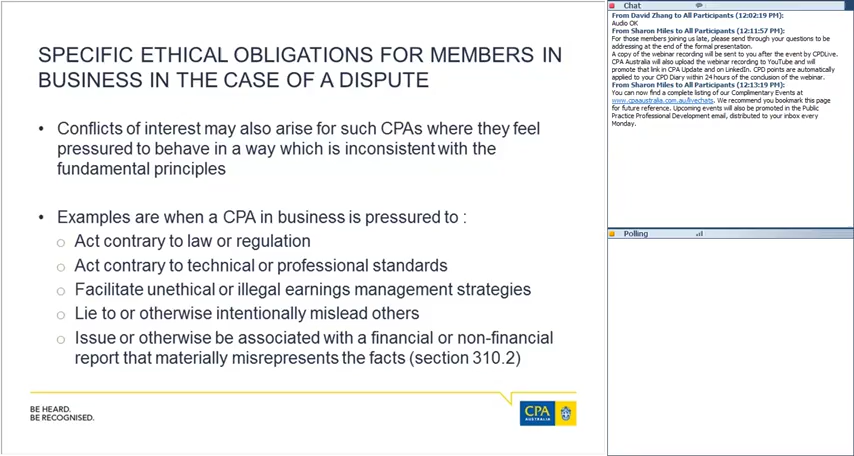 SPECIFIC ETHICAL OBLIGATIONS FOR MEMBERS IN
BUSINESS IN THE CASE OF A DISPUTE
• Conflicts of interest may also arise for such CPAs where they feel
pressured to behave in a way which is inconsistent with the
fundamental principles
• Examples are when a CPA in business is pressured to :
o Act contrary to law or regulation
o Act contrary to technical or professional standards
o Facilitate unethical or illegal earnings management strategies
o Lie to or otherwise intentionally mislead others
o Issue or otherwise be associated with a financial or non-financial
report that materially misrepresents the facts (section 310.2)
BE HEARD.
BE RECOGNISED.
CPA
AUSTRALIA
Chat
From David Zhang to All Participants (12:02:19 PM):
Audio OK
From Sharon Miles to All Participants (12:11:57 PM):
For those members joining us late, please send through your questions to be
addressing at the end of the formal presentation.
A copy of the webinar recording will be sent to you after the event by CPDLive.
CPA Australia will also upload the webinar recording to YouTube and will
promote that link in CPA Update and on LinkedIn. CPD points are automatically
applied to your CPD Diary within 24 hours of the conclusion of the webinar.
From Sharon Miles to All Participants (12:13:19 PM):
You can now find a complete listing of our Complimentary Events at
www.cpaaustralia.com.au/livechats. We recommend you bookmark this page
for future reference. Upcoming events will also be promoted in the Public
Practice Professional Development email, distributed to your inbox every
Monday.
Polling